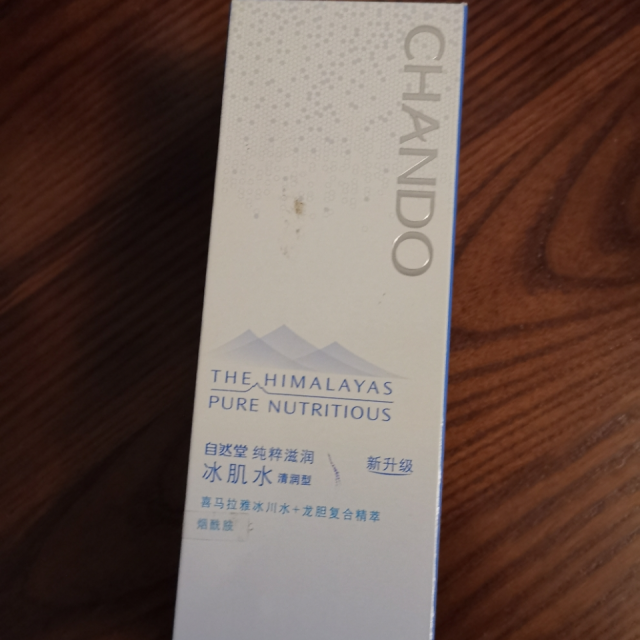 CHANDO
THE HIMALAYAS
PURE NUTRITIOUS
自然堂 纯粹滋润
冰肌水 清润型
新升级
喜马拉雅冰川水+龙胆复合精萃
烟酰胺